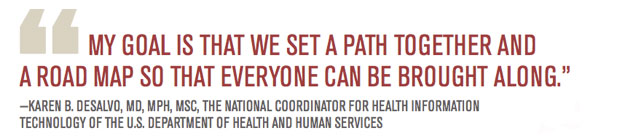 “ MY GOAL IS THAT WE SET A PATH TOGETHER AND
A ROAD MAP SO THAT EVERYONE CAN BE BROUGHT ALONG.”
—KAREN B. DESALVO, MD, MPH, MSC, THE NATIONAL COORDINATOR FOR HEALTH INFORMATION
TECHNOLOGY OF THE U.S. DEPARTMENT OF HEALTH AND HUMAN SERVICES